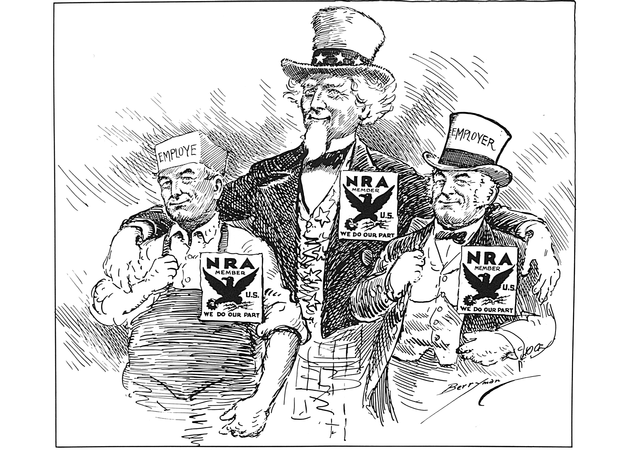 EMPLOYE
EMPLOYER
NRA
MEMBER
U.S.
WE DO OUR PART
NRA
MEMBER
U.S.
WE DO OUR PART
NRA
MEMBER
U.S.
WE DO OUR PART
Berryman